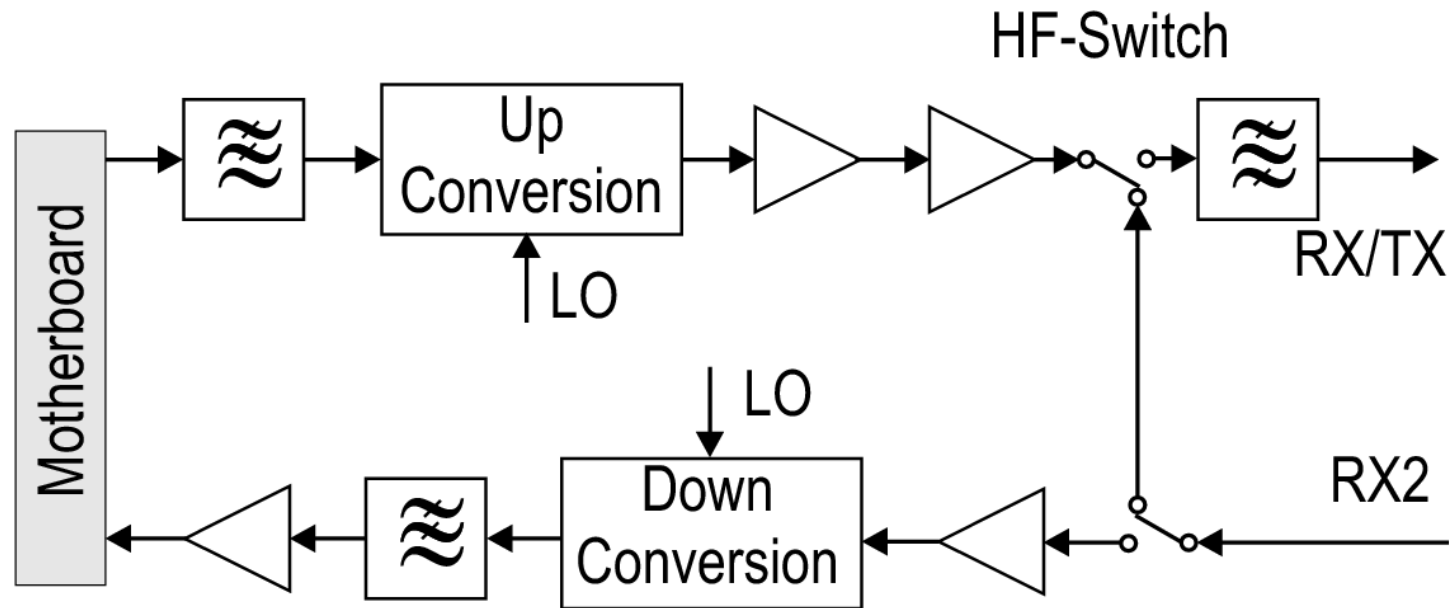 HF-Switch
Up
Conversion
LO
RX/TX
Motherboard
LO
Down
Conversion
RX2